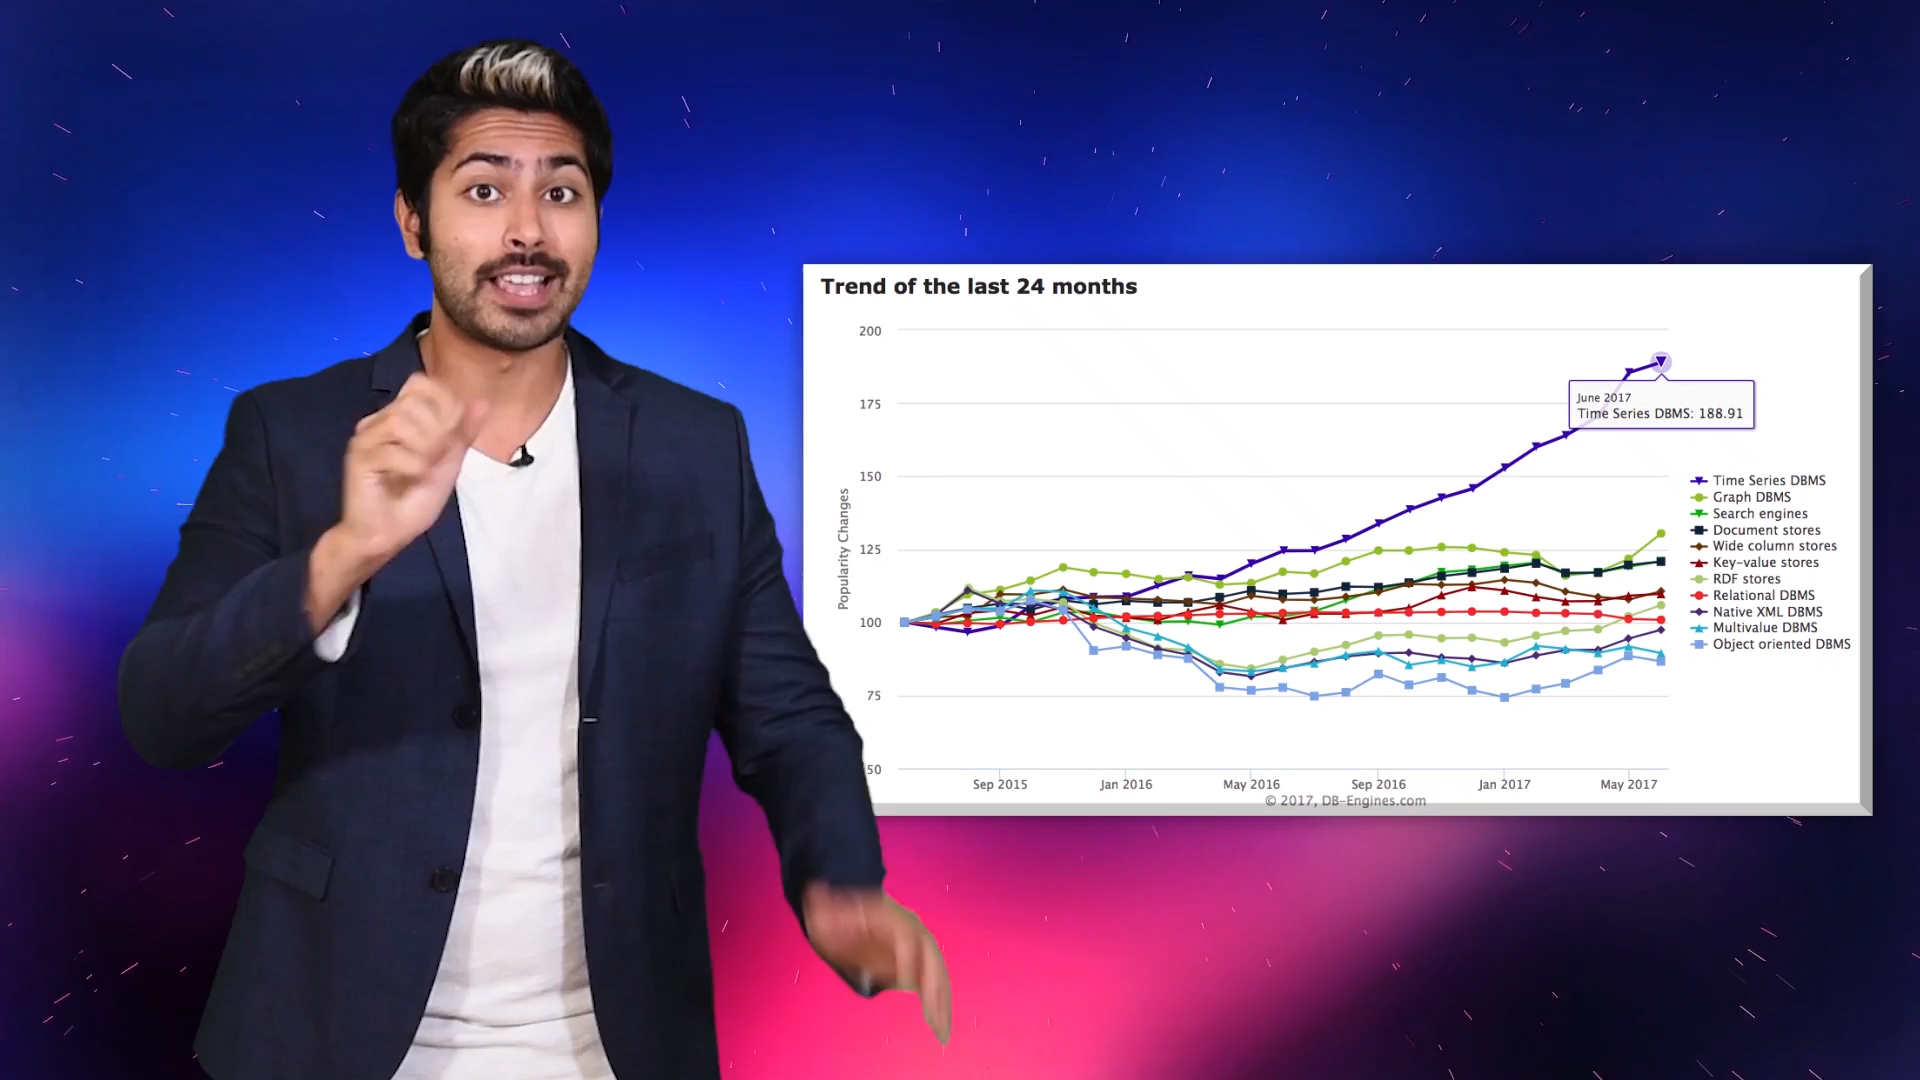 Trend of the last 24 months
200
175
150
125
100
75
50
Popularity Changes
June 2017
Time Series DBMS: 188.91
Time Series DBMS
Graph DBMS
Search engines
Document stores
Wide column stores
Key-value stores
RDF stores
Relational DBMS
Native XML DBMS
Multivalue DBMS
Object oriented DBMS
Sep 2015
Jan 2016
May 2016
Sep 2016
Jan 2017
May 2017
© 2017, DB-Engines.com